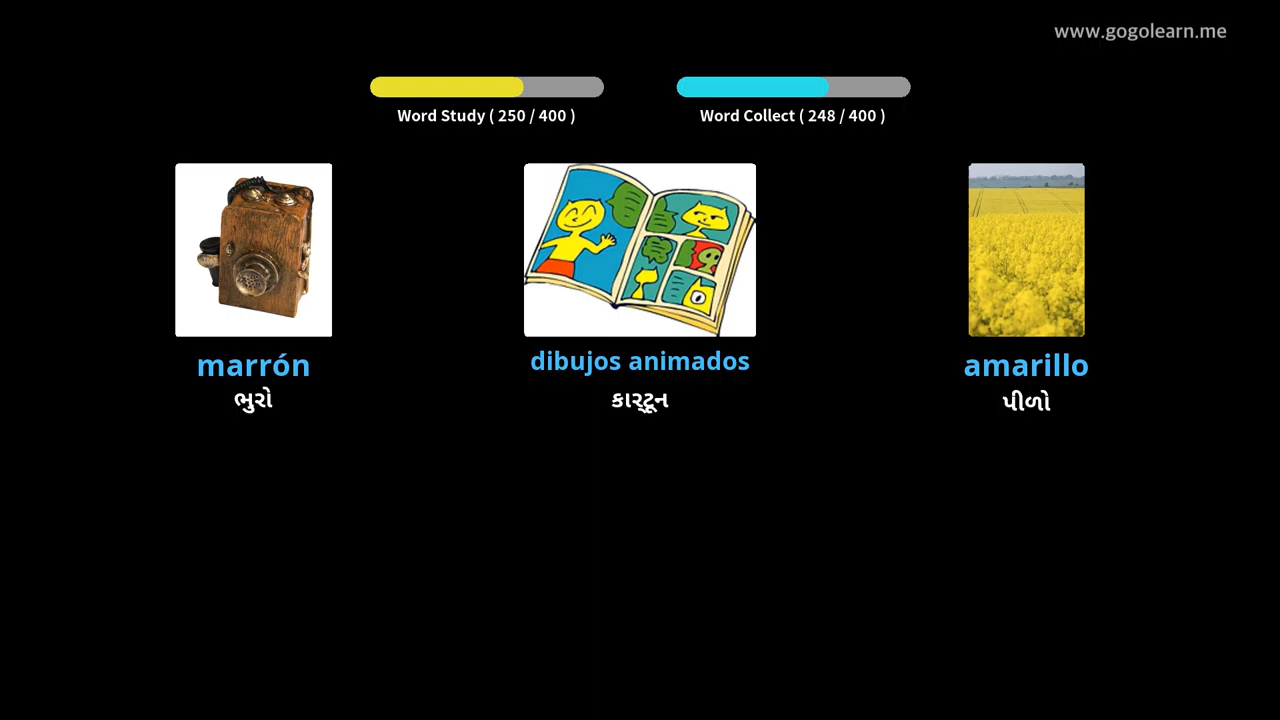 www.gogolearn.me
Word Study ( 250 / 400 )
Word Collect ( 248 / 400 )
marrón
ભુરો
dibujos animados
કાર્ટૂન
amarillo
પીળો